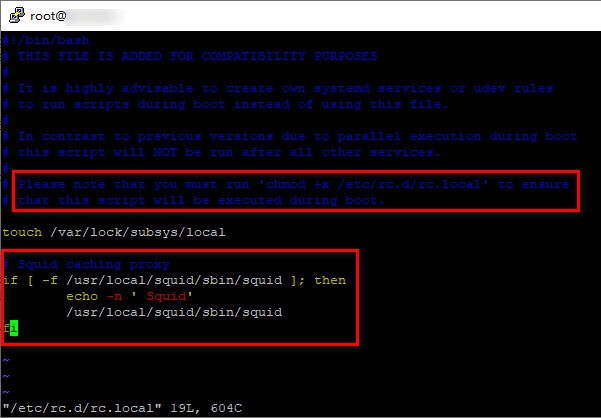 root@
#!/bin/bash
# THIS FILE IS ADDED FOR COMPATIBILITY PURPOSES
#
# It is highly advisable to create own systemd services or udev rules
# to run scripts during boot instead of using this file.
#
# In contrast to previous versions due to parallel execution during boot
# this script will NOT be run after all other services.
#
# Please note that you must run 'chmod +x /etc/rc.d/rc.local' to ensure
# that this script will be executed during boot.
touch /var/lock/subsys/local
# Squid caching proxy
if [ -f /usr/local/squid/sbin/squid ]; then
        echo -n ' Squid'
        /usr/local/squid/sbin/squid
fi
~
~
~
"/etc/rc.d/rc.local" 19L, 604C